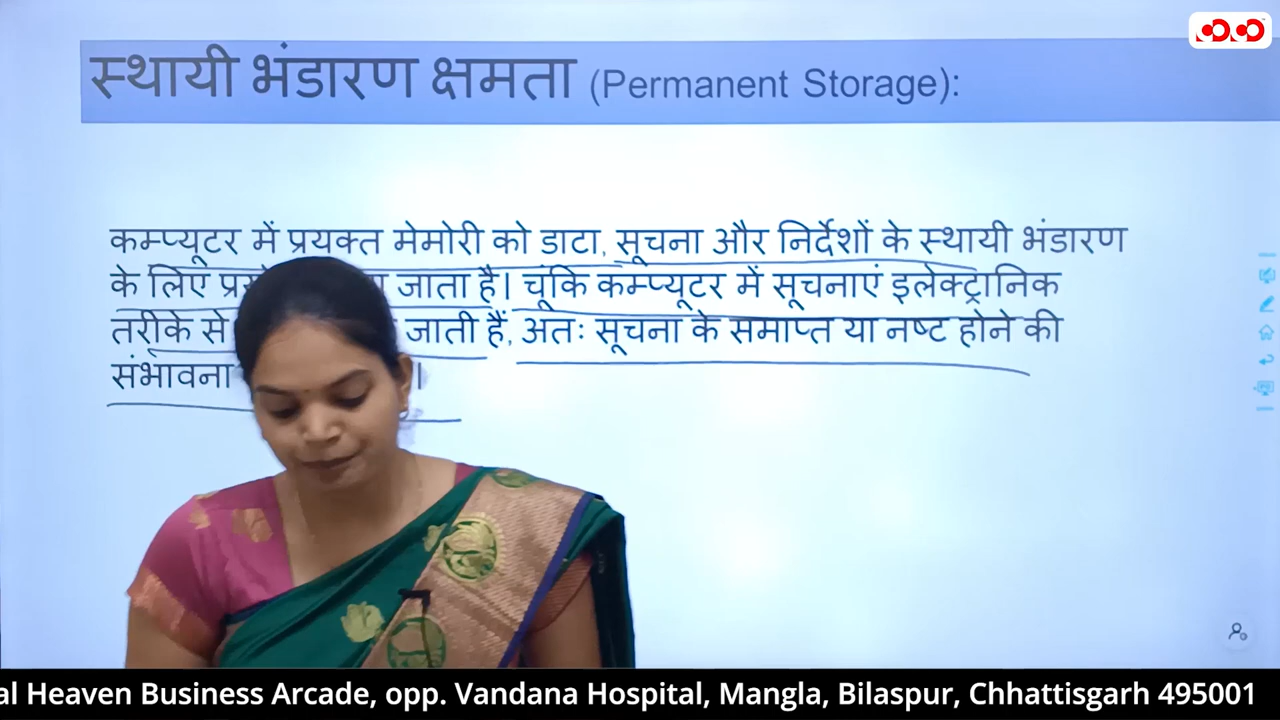 स्थायी भंडारण क्षमता (Permanent Storage):
कम्प्यूटर में प्रयक्त मेमोरी को डाटा, सूचना और निर्देशों के स्थायी भंडारण
के लिए जाता है। चूंकि कम्प्यूटर में सूचनाएं इलेक्ट्रानिक
तरीके से जाती हैं, अतः सूचना के समाप्त या नष्ट होने की
संभावना ।
al Heaven Business Arcade, opp. Vandana Hospital, Mangla, Bilaspur, Chhattisgarh 495001